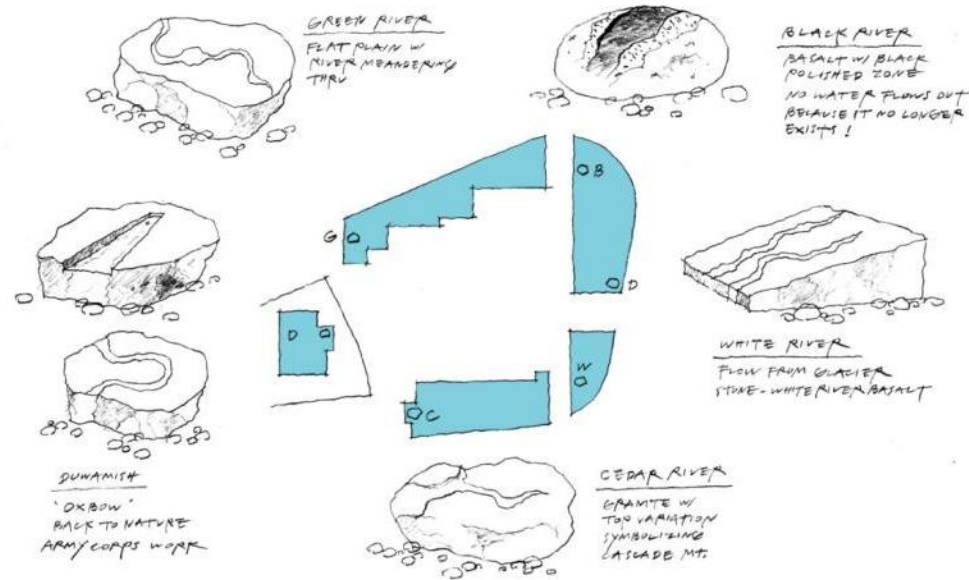 GREEN RIVER
FLAT PLAIN W/
RIVER MEANDERING
THRU
BLACK RIVER
BASALT W/ BLACK
POLISHED ZONE
NO WATER FLOWS OUT
BECAUSE IT NO LONGER
EXISTS!
G
B
D
D
W
C
WHITE RIVER
FLOW FROM GLACIER
STONE-WHITE RIVER BASALT
DUWAMISH
'OXBOW'
BACK TO NATURE
ARMY CORPS WORK
CEDAR RIVER
GRANITE W/
TOP VARIATION
SYMBOLIZING
CASCADE MT.